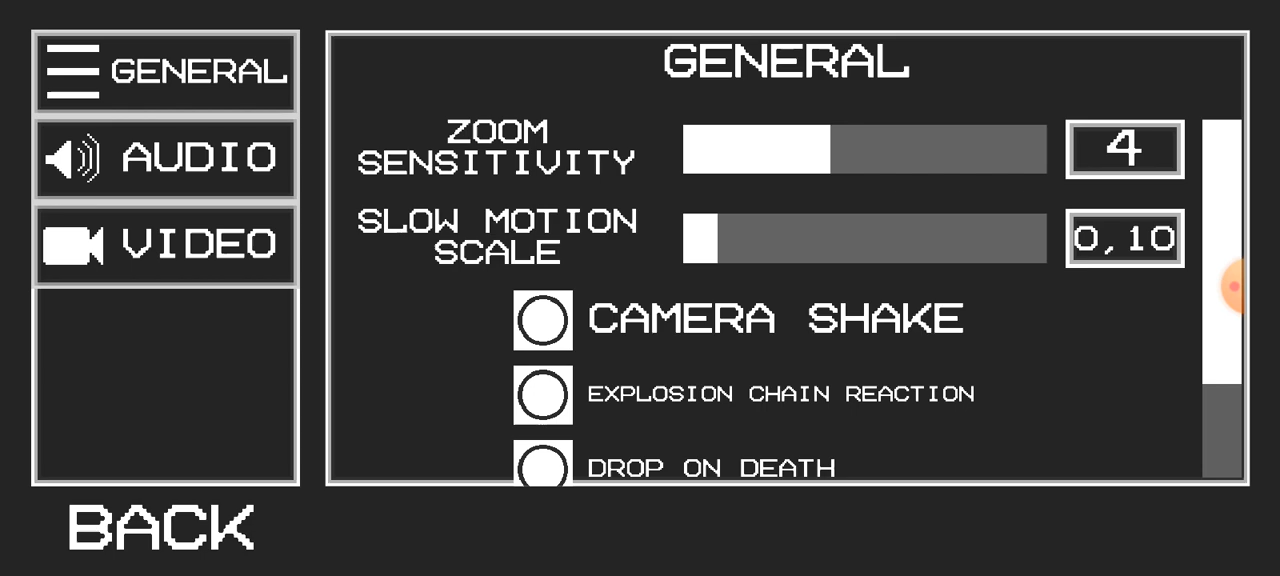 GENERAL
AUDIO
VIDEO
BACK
GENERAL
ZOOM
SENSITIVITY
4
SLOW MOTION
SCALE
0,10
CAMERA SHAKE
EXPLOSION CHAIN REACTION
DROP ON DEATH